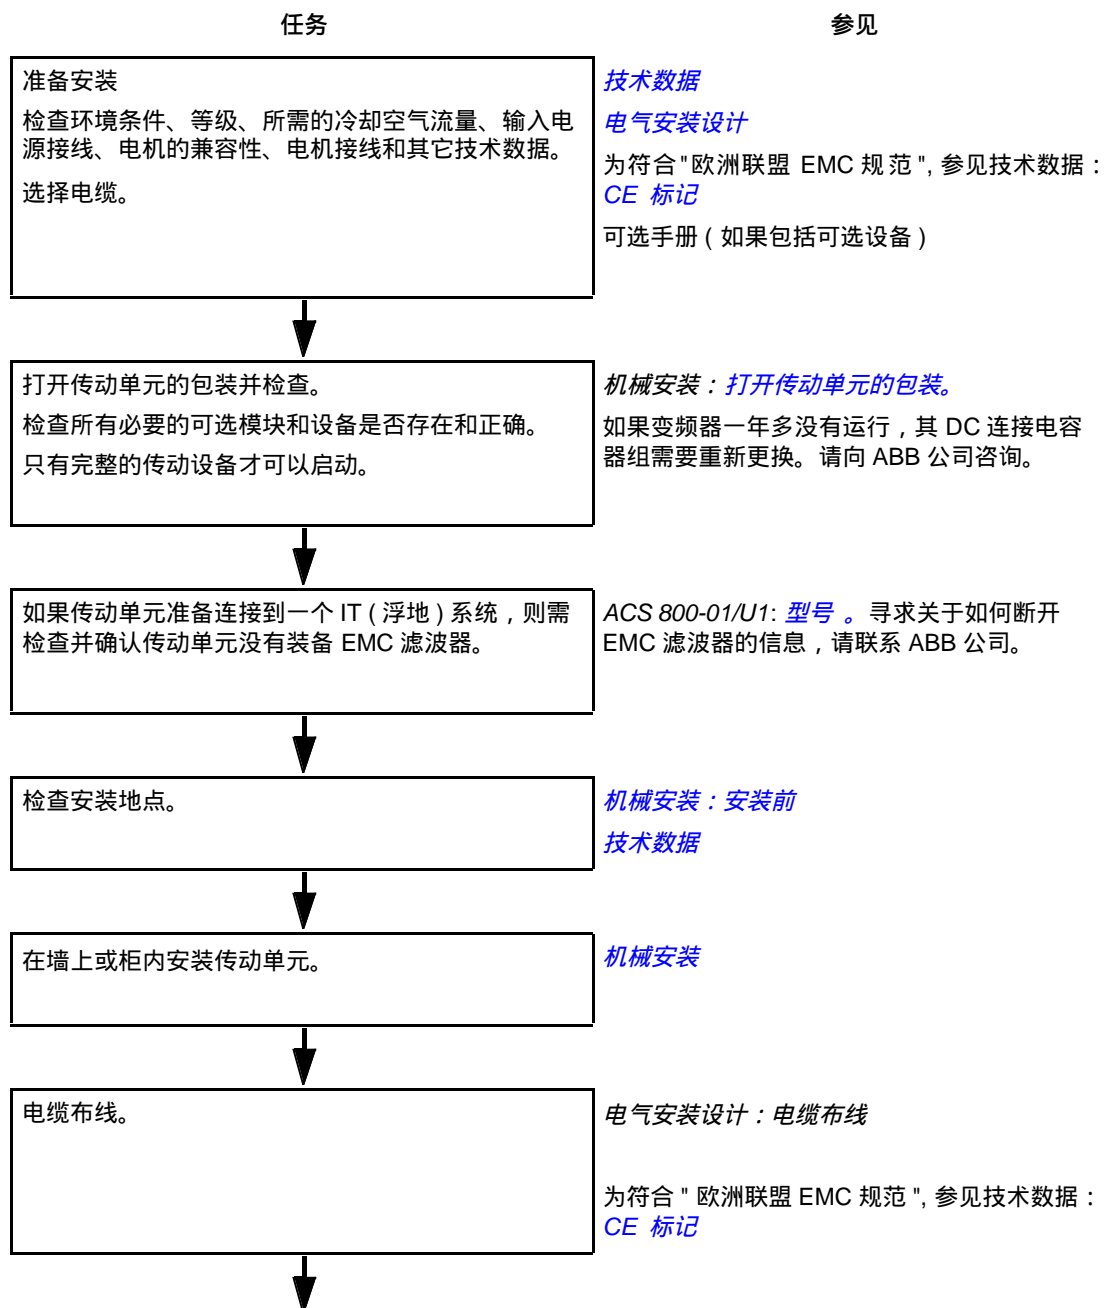 任务
参见
准备安装
检查环境条件、等级、所需的冷却空气流量、输入电
源接线、电机的兼容性、电机接线和其它技术数据。
选择电缆。
技术数据
电气安装设计
为符合"欧洲联盟 EMC 规范", 参见技术数据：
CE 标记
可选手册 ( 如果包括可选设备 )
打开传动单元的包装并检查。
检查所有必要的可选模块和设备是否存在和正确。
只有完整的传动设备才可以启动。
机械安装：打开传动单元的包装。
如果变频器一年多没有运行，其 DC 连接电容
器组需要重新更换。请向 ABB 公司咨询。
如果传动单元准备连接到一个 IT ( 浮地 ) 系统，则需
检查并确认传动单元没有装备 EMC 滤波器。
ACS 800-01/U1: 型号 。寻求关于如何断开
EMC 滤波器的信息，请联系 ABB 公司。
检查安装地点。
机械安装：安装前
技术数据
在墙上或柜内安装传动单元。
机械安装
电缆布线。
电气安装设计：电缆布线
为符合 " 欧洲联盟 EMC 规范 ", 参见技术数据：
CE 标记